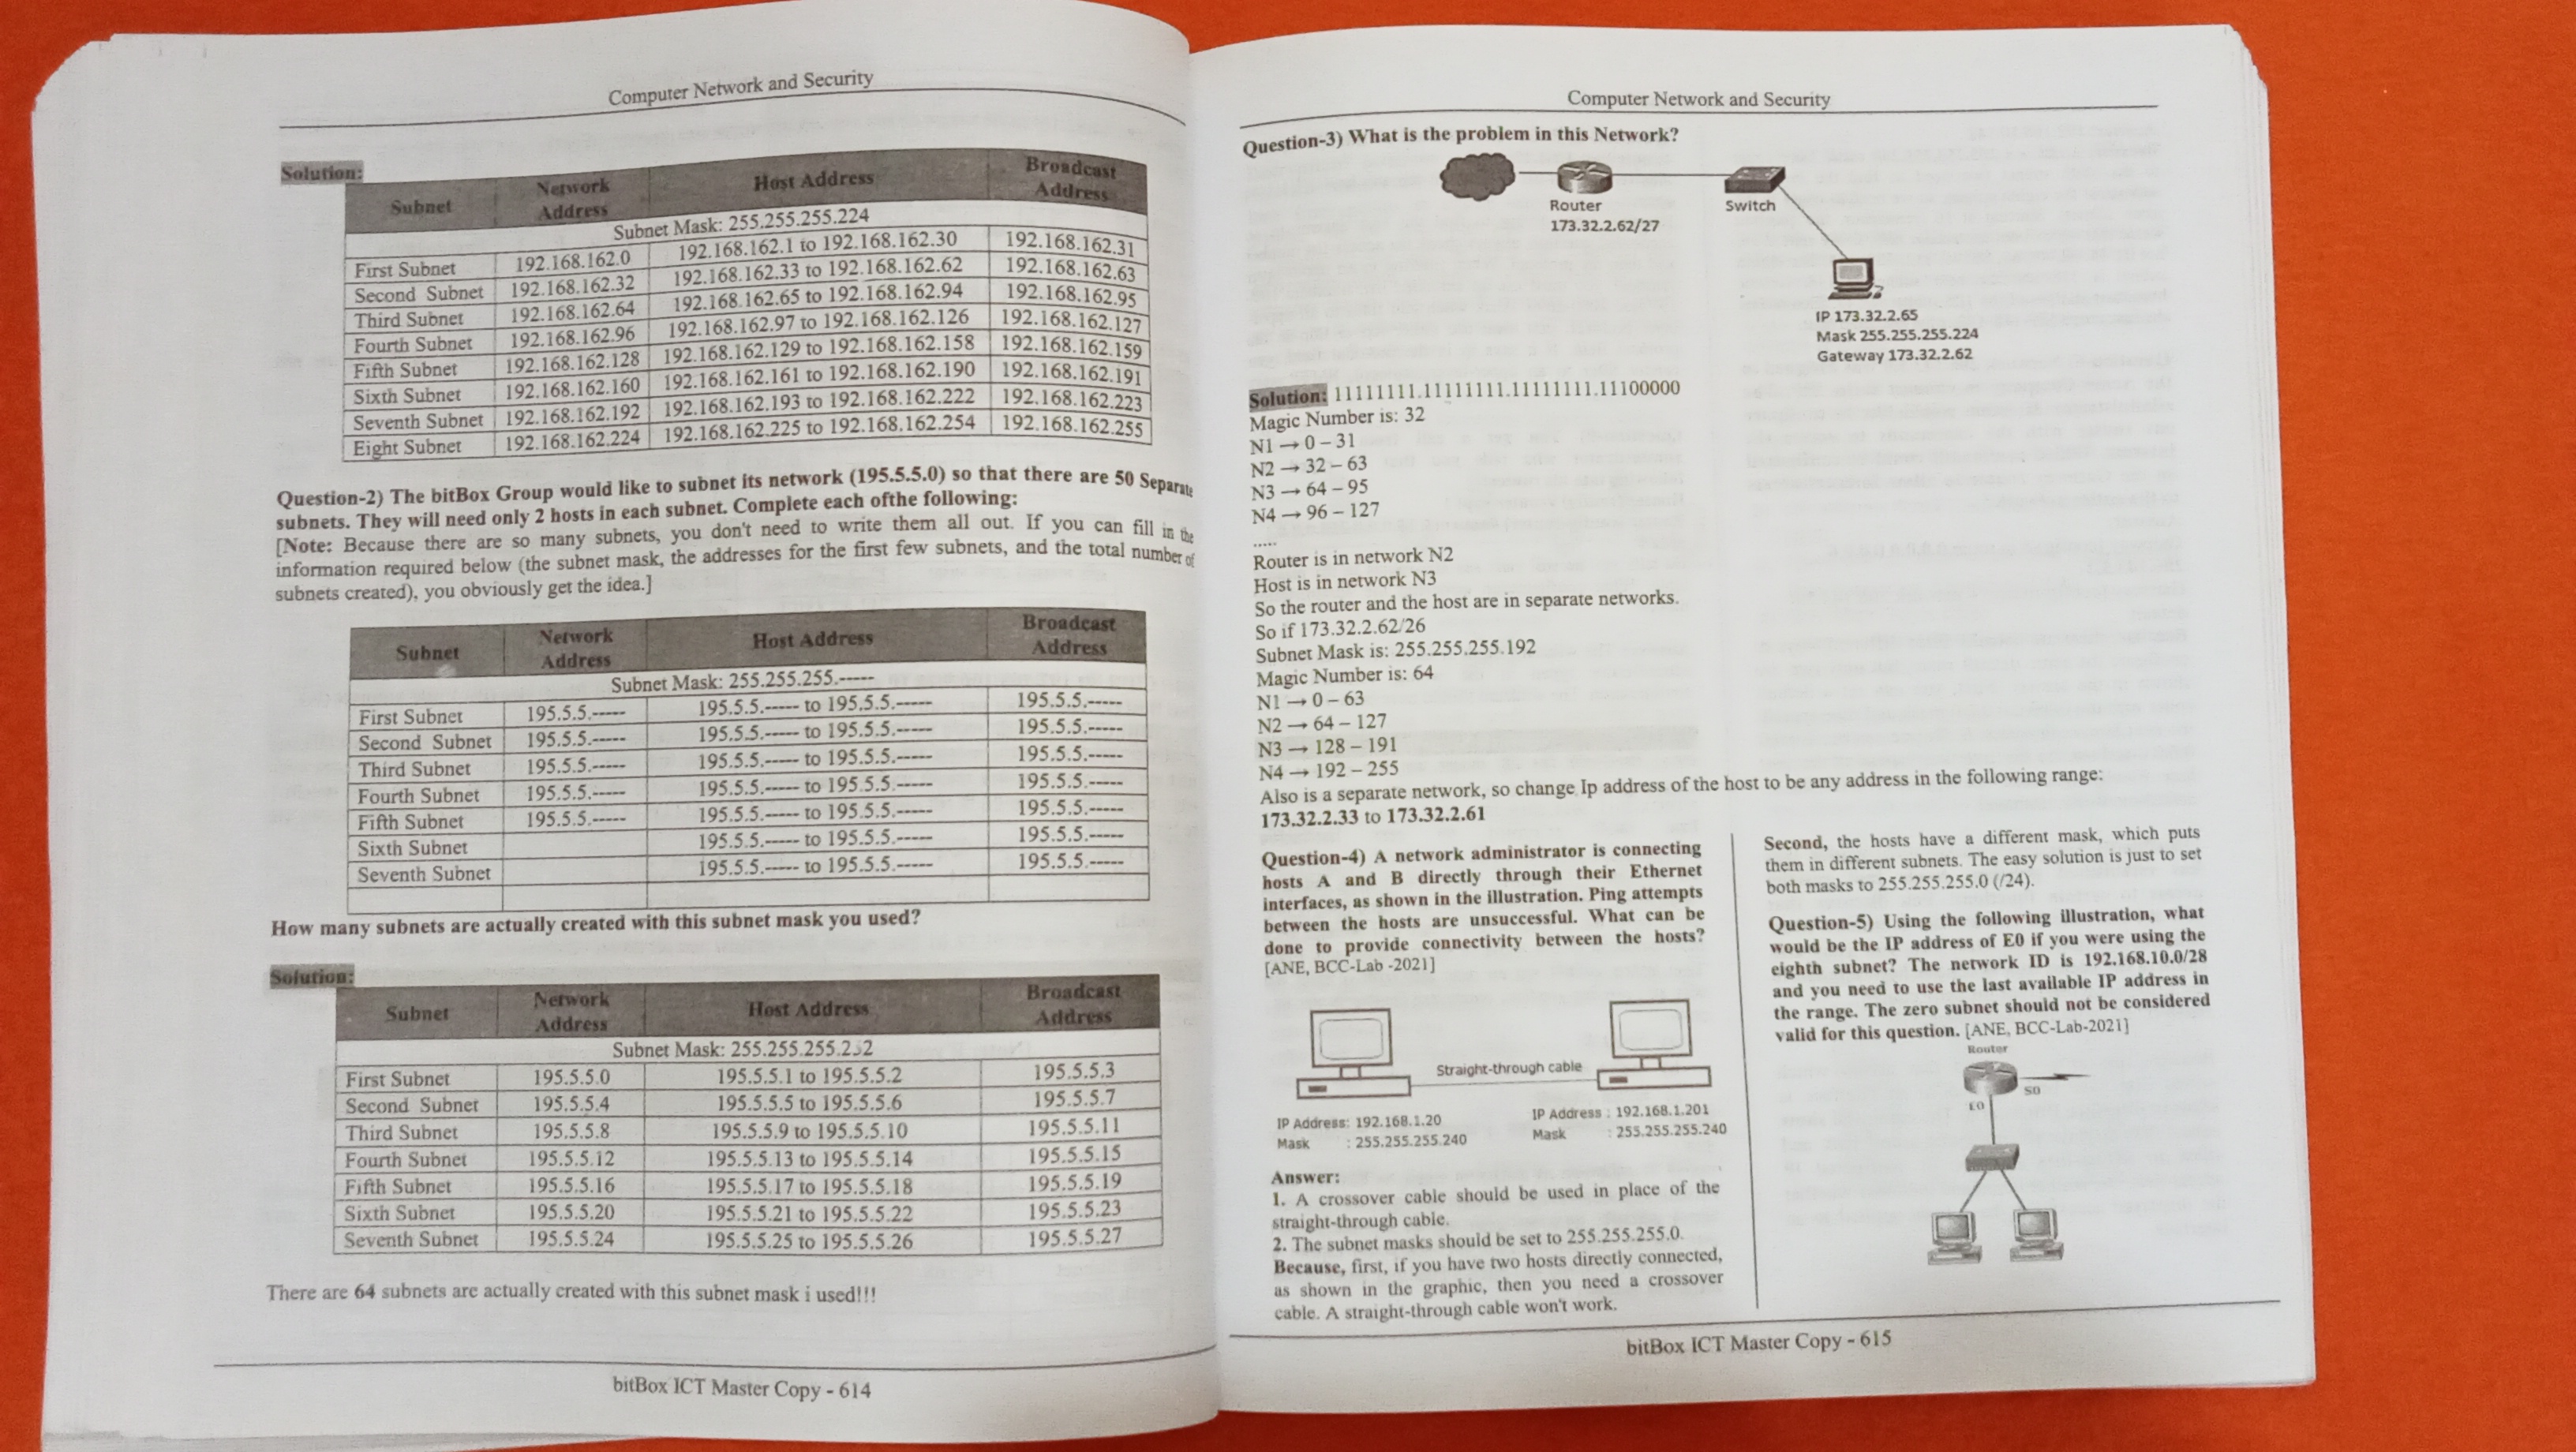 Computer Network and Security
Solution:
Subnet Network Address Host Address Broadcast Address
Subnet Mask: 255.255.255.224
First Subnet 192.168.162.0 192.168.162.1 to 192.168.162.30 192.168.162.31
Second Subnet 192.168.162.32 192.168.162.33 to 192.168.162.62 192.168.162.63
Third Subnet 192.168.162.64 192.168.162.65 to 192.168.162.94 192.168.162.95
Fourth Subnet 192.168.162.96 192.168.162.97 to 192.168.162.126 192.168.162.127
Fifth Subnet 192.168.162.128 192.168.162.129 to 192.168.162.158 192.168.162.159
Sixth Subnet 192.168.162.160 192.168.162.161 to 192.168.162.190 192.168.162.191
Seventh Subnet 192.168.162.192 192.168.162.193 to 192.168.162.222 192.168.162.223
Eight Subnet 192.168.162.224 192.168.162.225 to 192.168.162.254 192.168.162.255
Question-2) The bitBox Group would like to subnet its network (195.5.5.0) so that there are 50 Separate
subnets. They will need only 2 hosts in each subnet. Complete each ofthe following:
[Note: Because there are so many subnets, you don't need to write them all out. If you can fill in the
information required below (the subnet mask, the addresses for the first few subnets, and the total number of
subnets created), you obviously get the idea.]
Subnet Network Address Host Address Broadcast Address
Subnet Mask: 255.255.255.-----
First Subnet 195.5.5.----- 195.5.5.----- to 195.5.5.----- 195.5.5.-----
Second Subnet 195.5.5.----- 195.5.5.----- to 195.5.5.----- 195.5.5.-----
Third Subnet 195.5.5.----- 195.5.5.----- to 195.5.5.----- 195.5.5.-----
Fourth Subnet 195.5.5.----- 195.5.5.----- to 195.5.5.----- 195.5.5.-----
Fifth Subnet 195.5.5.----- 195.5.5.----- to 195.5.5.----- 195.5.5.-----
Sixth Subnet 195.5.5.----- to 195.5.5.----- 195.5.5.-----
Seventh Subnet 195.5.5.----- to 195.5.5.----- 195.5.5.-----
How many subnets are actually created with this subnet mask you used?
Solution:
Subnet Network Address Host Address Broadcast Address
Subnet Mask: 255.255.255.252
First Subnet 195.5.5.0 195.5.5.1 to 195.5.5.2 195.5.5.3
Second Subnet 195.5.5.4 195.5.5.5 to 195.5.5.6 195.5.5.7
Third Subnet 195.5.5.8 195.5.5.9 to 195.5.5.10 195.5.5.11
Fourth Subnet 195.5.5.12 195.5.5.13 to 195.5.5.14 195.5.5.15
Fifth Subnet 195.5.5.16 195.5.5.17 to 195.5.5.18 195.5.5.19
Sixth Subnet 195.5.5.20 195.5.5.21 to 195.5.5.22 195.5.5.23
Seventh Subnet 195.5.5.24 195.5.5.25 to 195.5.5.26 195.5.5.27
There are 64 subnets are actually created with this subnet mask i used!!!
bitBox ICT Master Copy - 614
Computer Network and Security
Question-3) What is the problem in this Network?
Router
173.32.2.62/27
Switch
IP 173.32.2.65
Mask 255.255.255.224
Gateway 173.32.2.62
Solution: 11111111.11111111.11111111.11100000
Magic Number is: 32
N1 → 0 – 31
N2 → 32 – 63
N3 → 64 – 95
N4 → 96 – 127
.....
Router is in network N2
Host is in network N3
So the router and the host are in separate networks.
So if 173.32.2.62/26
Subnet Mask is: 255.255.255.192
Magic Number is: 64
N1 → 0 – 63
N2 → 64 – 127
N3 → 128 – 191
N4 → 192 – 255
Also is a separate network, so change Ip address of the host to be any address in the following range:
173.32.2.33 to 173.32.2.61
Question-4) A network administrator is connecting
hosts A and B directly through their Ethernet
interfaces, as shown in the illustration. Ping attempts
between the hosts are unsuccessful. What can be
done to provide connectivity between the hosts?
[ANE, BCC-Lab -2021]
Straight-through cable
IP Address: 192.168.1.20
Mask : 255.255.255.240
IP Address : 192.168.1.201
Mask : 255.255.255.240
Answer:
1. A crossover cable should be used in place of the
straight-through cable.
2. The subnet masks should be set to 255.255.255.0.
Because, first, if you have two hosts directly connected,
as shown in the graphic, then you need a crossover
cable. A straight-through cable won't work.
Second, the hosts have a different mask, which puts
them in different subnets. The easy solution is just to set
both masks to 255.255.255.0 (/24).
Question-5) Using the following illustration, what
would be the IP address of E0 if you were using the
eighth subnet? The network ID is 192.168.10.0/28
and you need to use the last available IP address in
the range. The zero subnet should not be considered
valid for this question. [ANE, BCC-Lab-2021]
Router
S0
E0
bitBox ICT Master Copy - 615